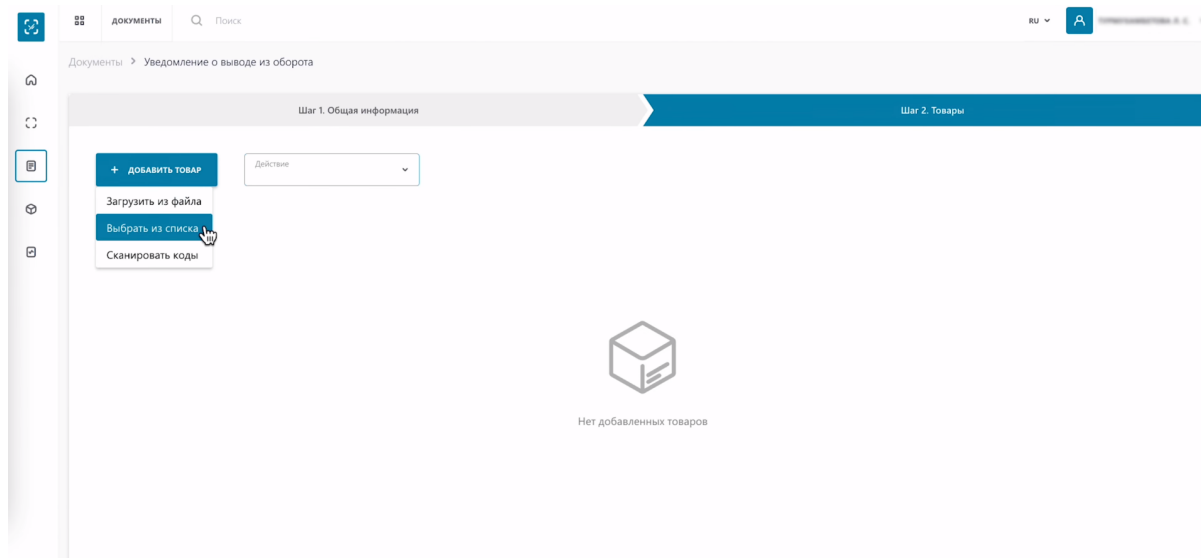 ДОКУМЕНТЫ
Поиск
RU
Документы > Уведомление о выводе из оборота
Шаг 1. Общая информация
Шаг 2. Товары
+ ДОБАВИТЬ ТОВАР
Действие
Загрузить из файла
Выбрать из списка
Сканировать коды
Нет добавленных товаров